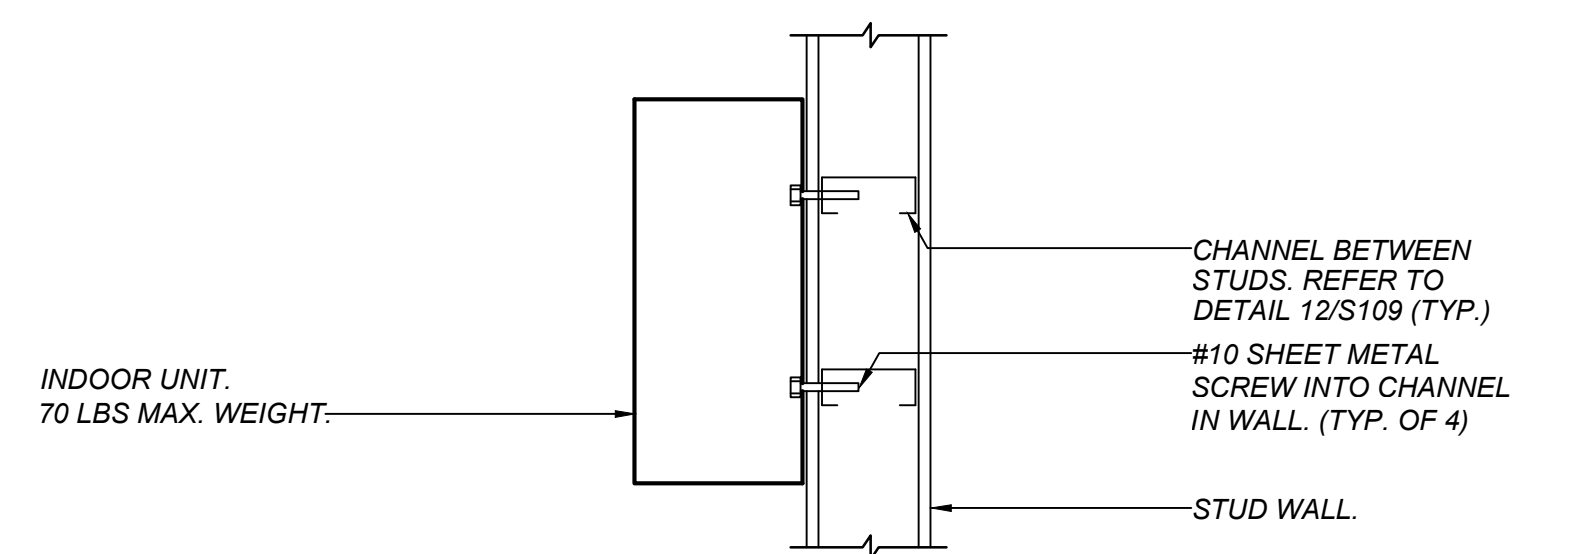 INDOOR UNIT.
70 LBS MAX. WEIGHT.
CHANNEL BETWEEN
STUDS. REFER TO
DETAIL 12/S109 (TYP.)
#10 SHEET METAL
SCREW INTO CHANNEL
IN WALL. (TYP. OF 4)
STUD WALL.